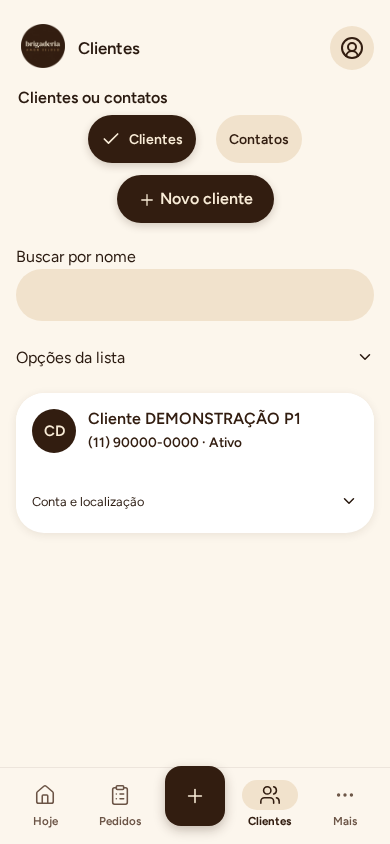 brigaderia
Clientes
Clientes ou contatos
Clientes
Contatos
+ Novo cliente
Buscar por nome
Opções da lista
CD
Cliente DEMONSTRAÇÃO P1
(11) 90000-0000 · Ativo
Conta e localização
Hoje
Pedidos
Clientes
Mais